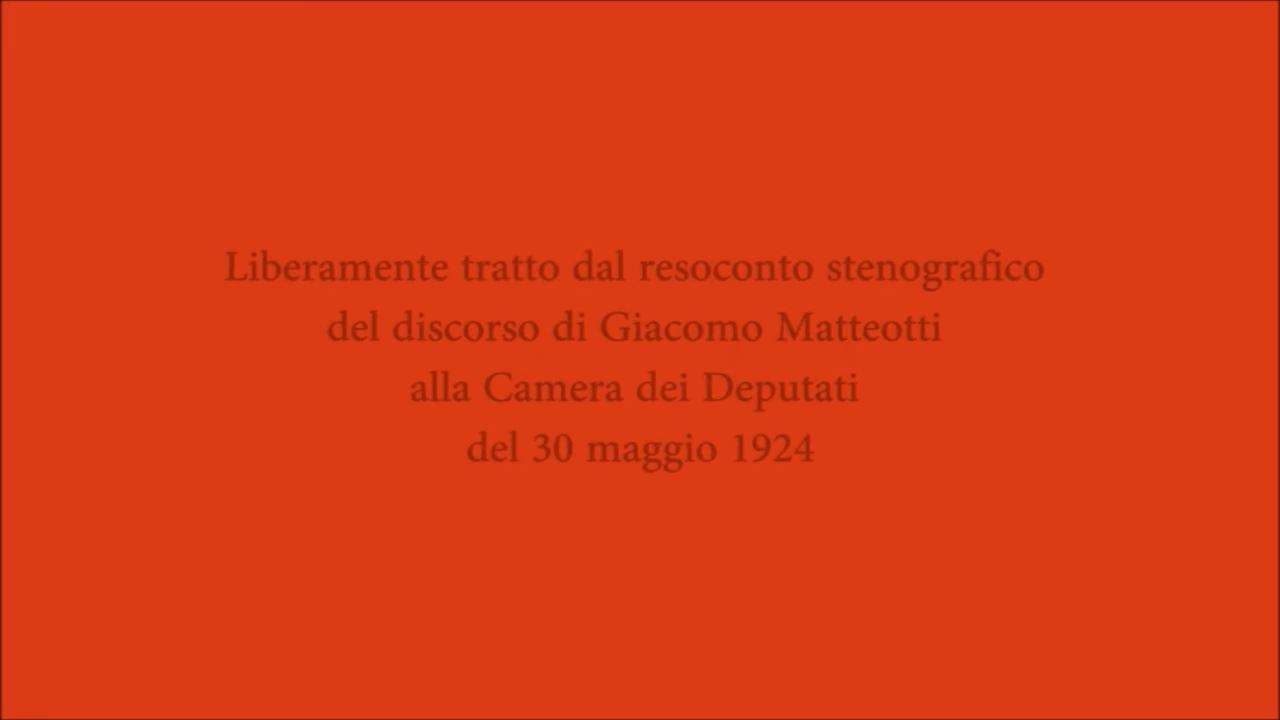 Liberamente tratto dal resoconto stenografico
del discorso di Giacomo Matteotti
alla Camera dei Deputati
del 30 maggio 1924